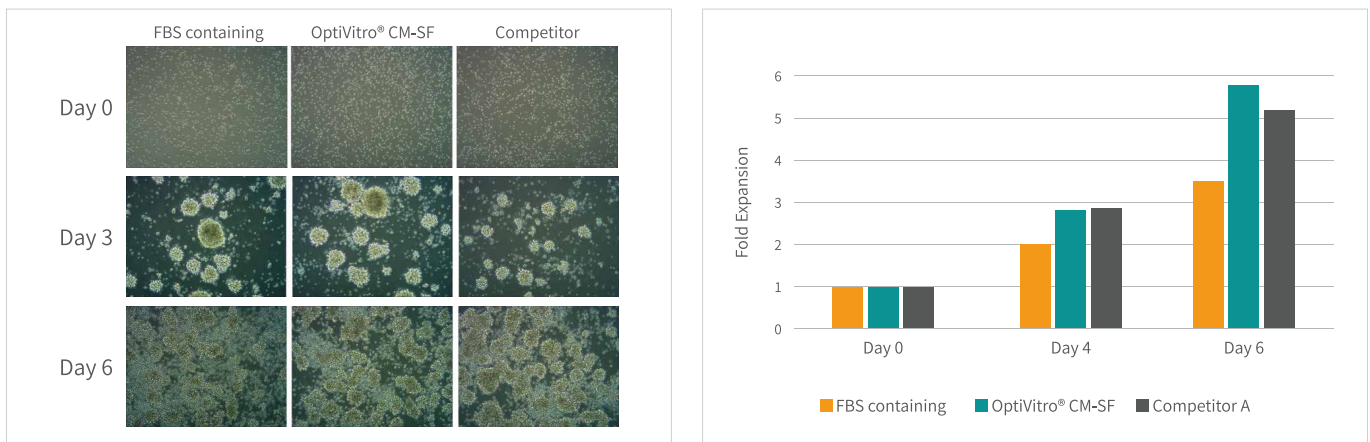 FBS containing OptiVitro® CM-SF Competitor
Day 0
Day 3
Day 6
Fold Expansion
6
5
4
3
2
1
0
Day 0 Day 4 Day 6
FBS containing OptiVitro® CM-SF Competitor A